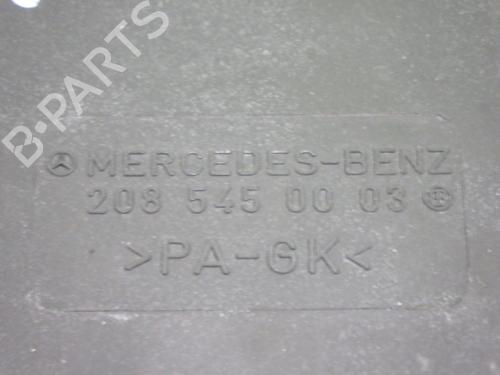 B-PARTS
MERCEDES-BENZ
208 545 00 03
>PA-GK<